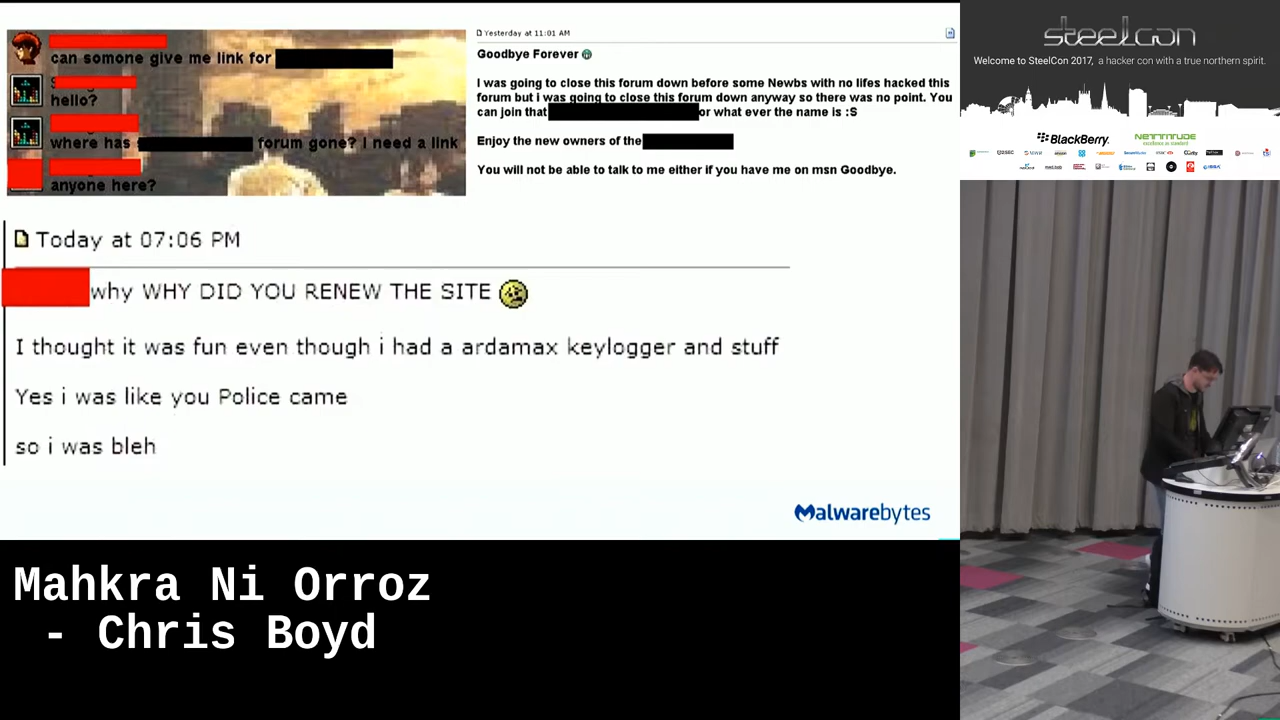 can somone give me link for
hello?
where has
forum gone? I need a link
anyone here?
Yesterday at 11:01 AM
Goodbye Forever
I was going to close this forum down before some Newbs with no lifes hacked this
forum but i was going to close this forum down anyway so there was no point. You
can join that
or what ever the name is :S
Enjoy the new owners of the
You will not be able to talk to me either if you have me on msn Goodbye.
Today at 07:06 PM
why WHY DID YOU RENEW THE SITE
I thought it was fun even though i had a ardamax keylogger and stuff
Yes i was like you Police came
so i was bleh
Malwarebytes
Mahkra Ni Orroz
- Chris Boyd
steelcon
Welcome to SteelCon 2017, a hacker con with a true northern spirit.
BlackBerry
NETTITUDE